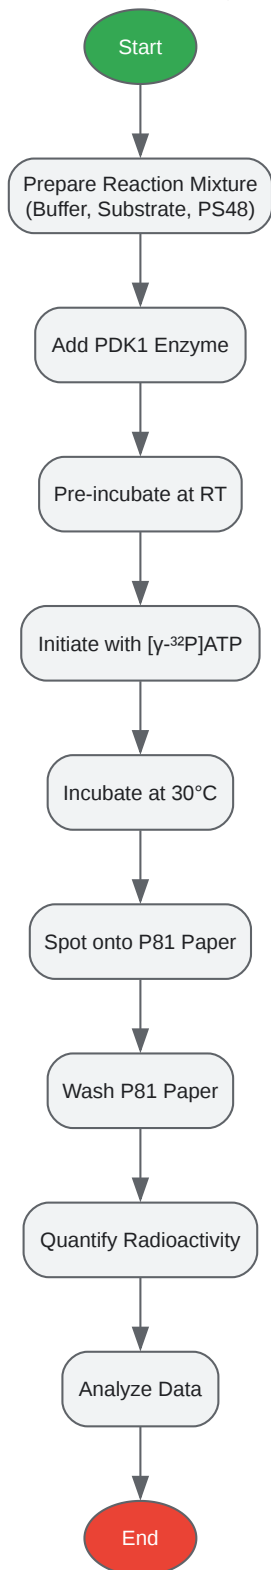 Start
Prepare Reaction Mixture
(Buffer, Substrate, PS48)
Add PDK1 Enzyme
Pre-incubate at RT
Initiate with [γ-³²P]ATP
Incubate at 30°C
Spot onto P81 Paper
Wash P81 Paper
Quantify Radioactivity
Analyze Data
End